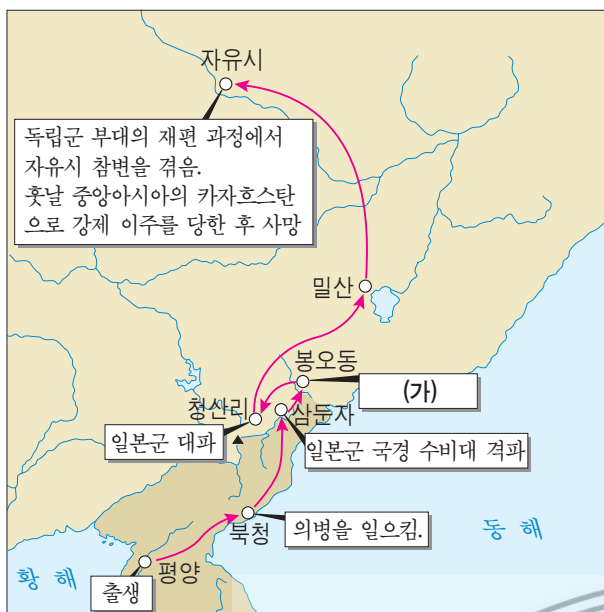 자유시
독립군 부대의 재편 과정에서
자유시 참변을 겪음.
훗날 중앙아시아의 카자흐스탄
으로 강제 이주를 당한 후 사망
밀산
봉오동
(가)
청산리
삼둔자
일본군 대파
일본군 국경 수비대 격파
북청
의병을 일으킴.
동해
황해
평양
출생